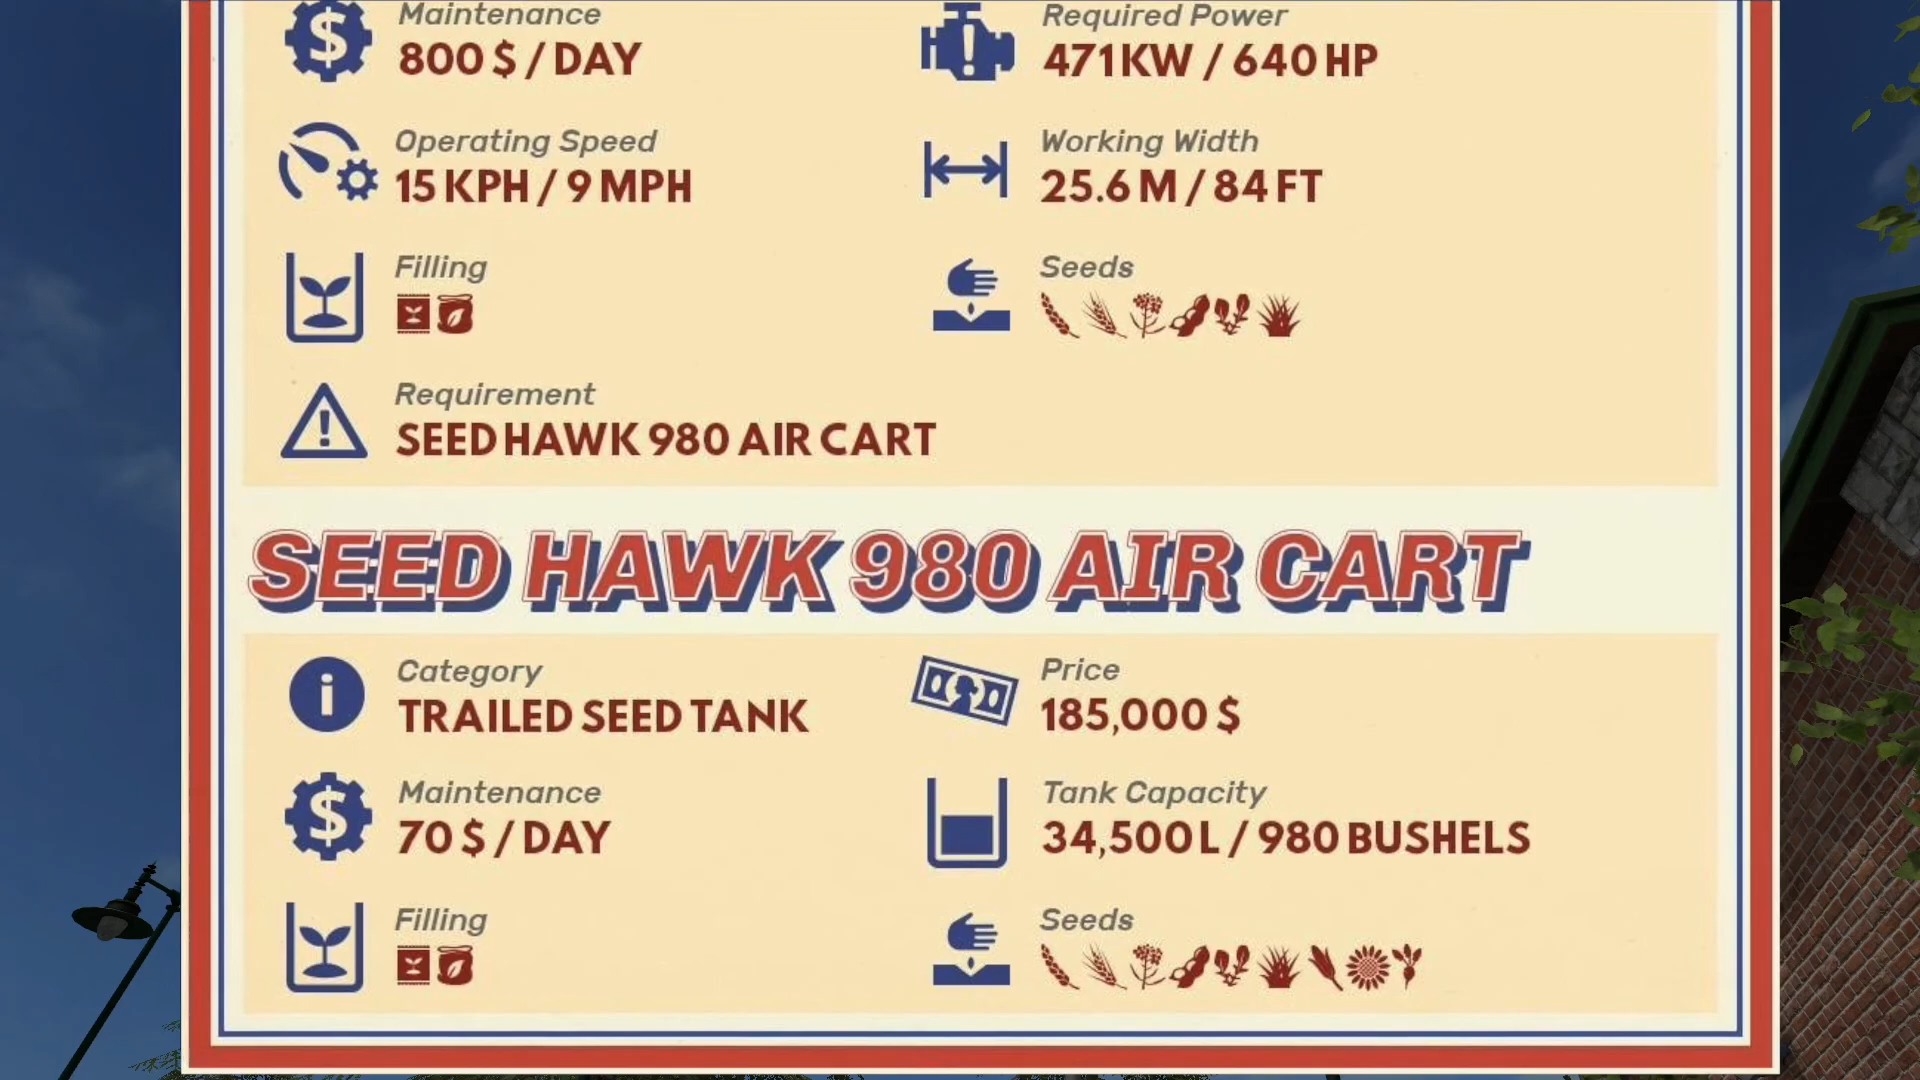 Maintenance
800 $ / DAY
Required Power
471 KW / 640 HP
Operating Speed
15 KPH / 9 MPH
Working Width
25.6 M / 84 FT
Filling
Seeds
Requirement
SEED HAWK 980 AIR CART
SEED HAWK 980 AIR CART
Category
TRAILED SEED TANK
Price
185,000 $
Maintenance
70 $ / DAY
Tank Capacity
34,500 L / 980 BUSHELS
Filling
Seeds